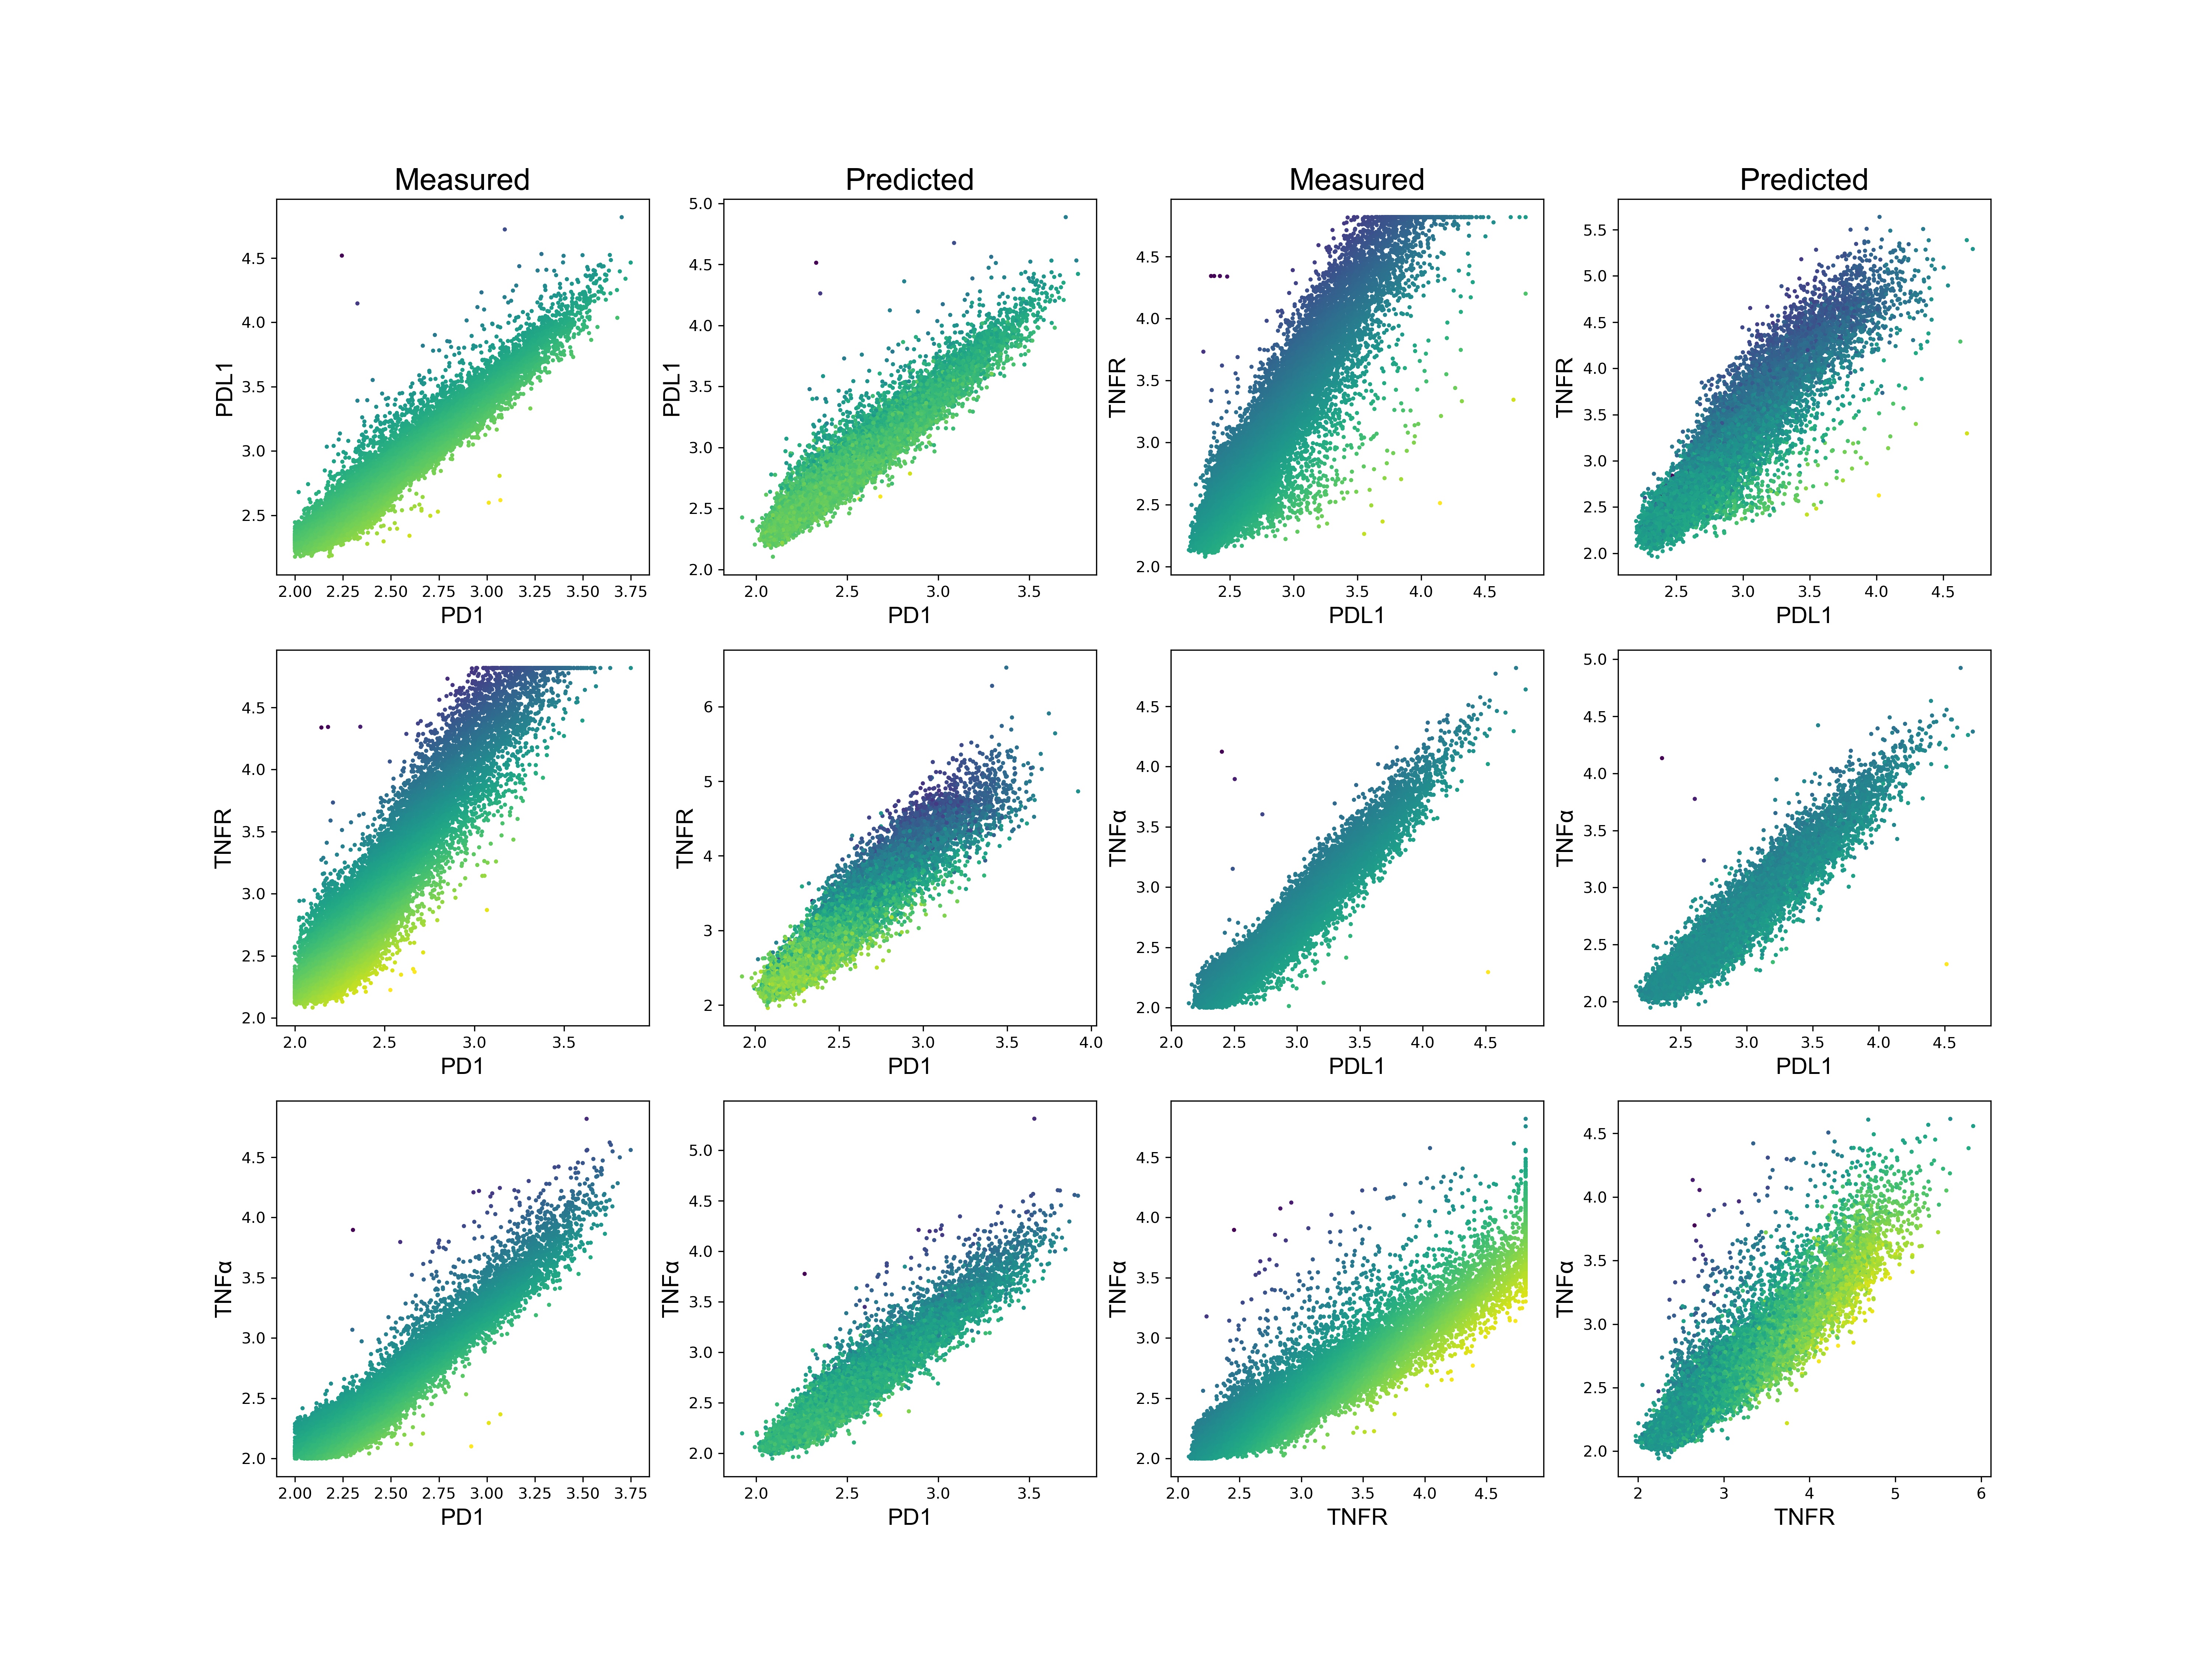 Measured Predicted Measured Predicted
5.0
4.5 4.5 4.5 5.5
5.0
4.0 4.0 4.0 4.5
PDL1 3.5 PDL1 3.5 TNFR 3.5 TNFR 4.0
3.5
3.0 3.0 3.0 3.0
2.5 2.5 2.5 2.5
2.0 2.0 2.0
2.00 2.25 2.50 2.75 3.00 3.25 3.50 3.75 2.0 2.5 3.0 3.5 2.5 3.0 3.5 4.0 4.5 2.5 3.0 3.5 4.0 4.5
PD1 PD1 PDL1 PDL1
5.0
4.5 6 4.5 4.5
4.0 5 4.0 4.0
TNFR 3.5 TNFR 4 TNFα 3.5 TNFα 3.5
3.0 3 3.0 3.0
2.5 2.5 2.5
2.0 2 2.0 2.0
2.0 2.5 3.0 3.5 2.0 2.5 3.0 3.5 4.0 2.0 2.5 3.0 3.5 4.0 4.5 2.5 3.0 3.5 4.0 4.5
PD1 PD1 PDL1 PDL1
5.0
4.5 4.5 4.5 4.5
4.0 4.0 4.0 4.0
TNFα 3.5 TNFα 3.5 TNFα 3.5 TNFα 3.5
3.0 3.0 3.0 3.0
2.5 2.5 2.5 2.5
2.0 2.0 2.0 2.0
2.00 2.25 2.50 2.75 3.00 3.25 3.50 3.75 2.0 2.5 3.0 3.5 2.0 2.5 3.0 3.5 4.0 4.5 2 3 4 5 6
PD1 PD1 TNFR TNFR